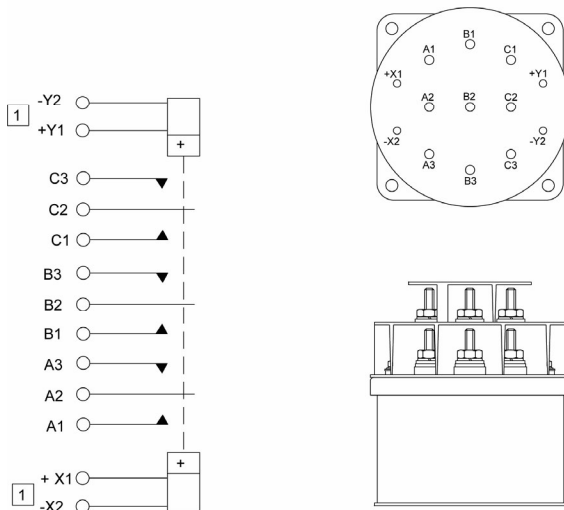 1
-Y2
+Y1
+
C3
C2
C1
B3
B2
B1
A3
A2
A1
+
+ X1
1
-X2
B1
A1
C1
+X1
+Y1
A2
B2
C2
-X2
-Y2
A3
B3
C3